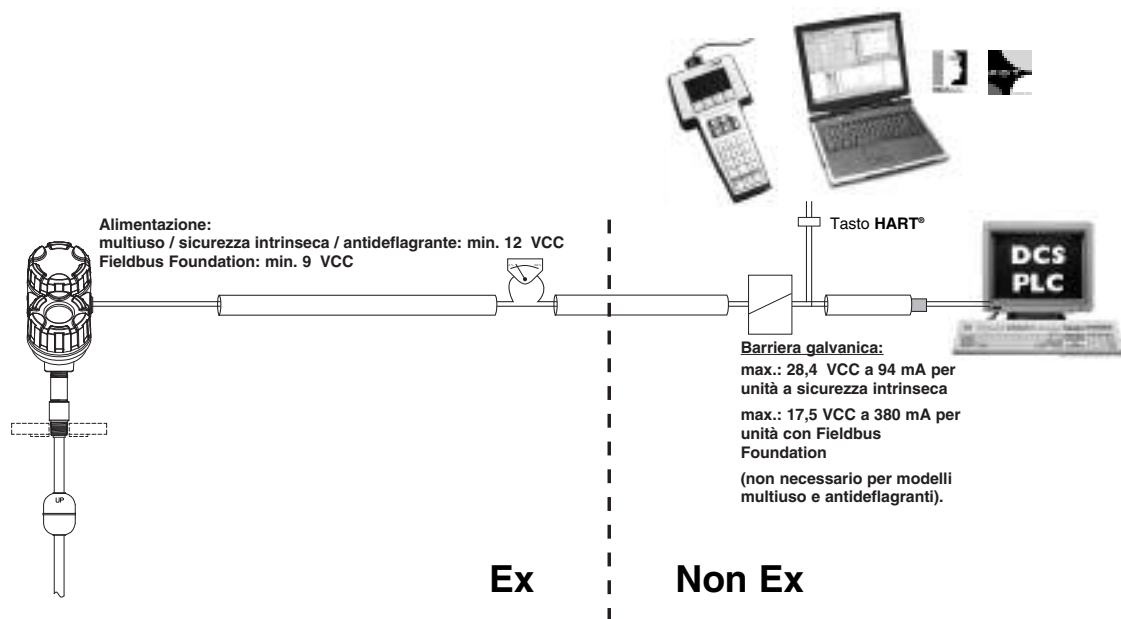 Tasto HART®
Alimentazione:
multiuso / sicurezza intrinseca / antideflagrante: min. 12 VCC
Fieldbus Foundation: min. 9 VCC
DCS
PLC
Barriera galvanica:
max.: 28,4 VCC a 94 mA per
unità a sicurezza intrinseca
max.: 17,5 VCC a 380 mA per
unità con Fieldbus
Foundation
(non necessario per modelli
multiuso e antideflagranti).
UP
Ex
Non Ex